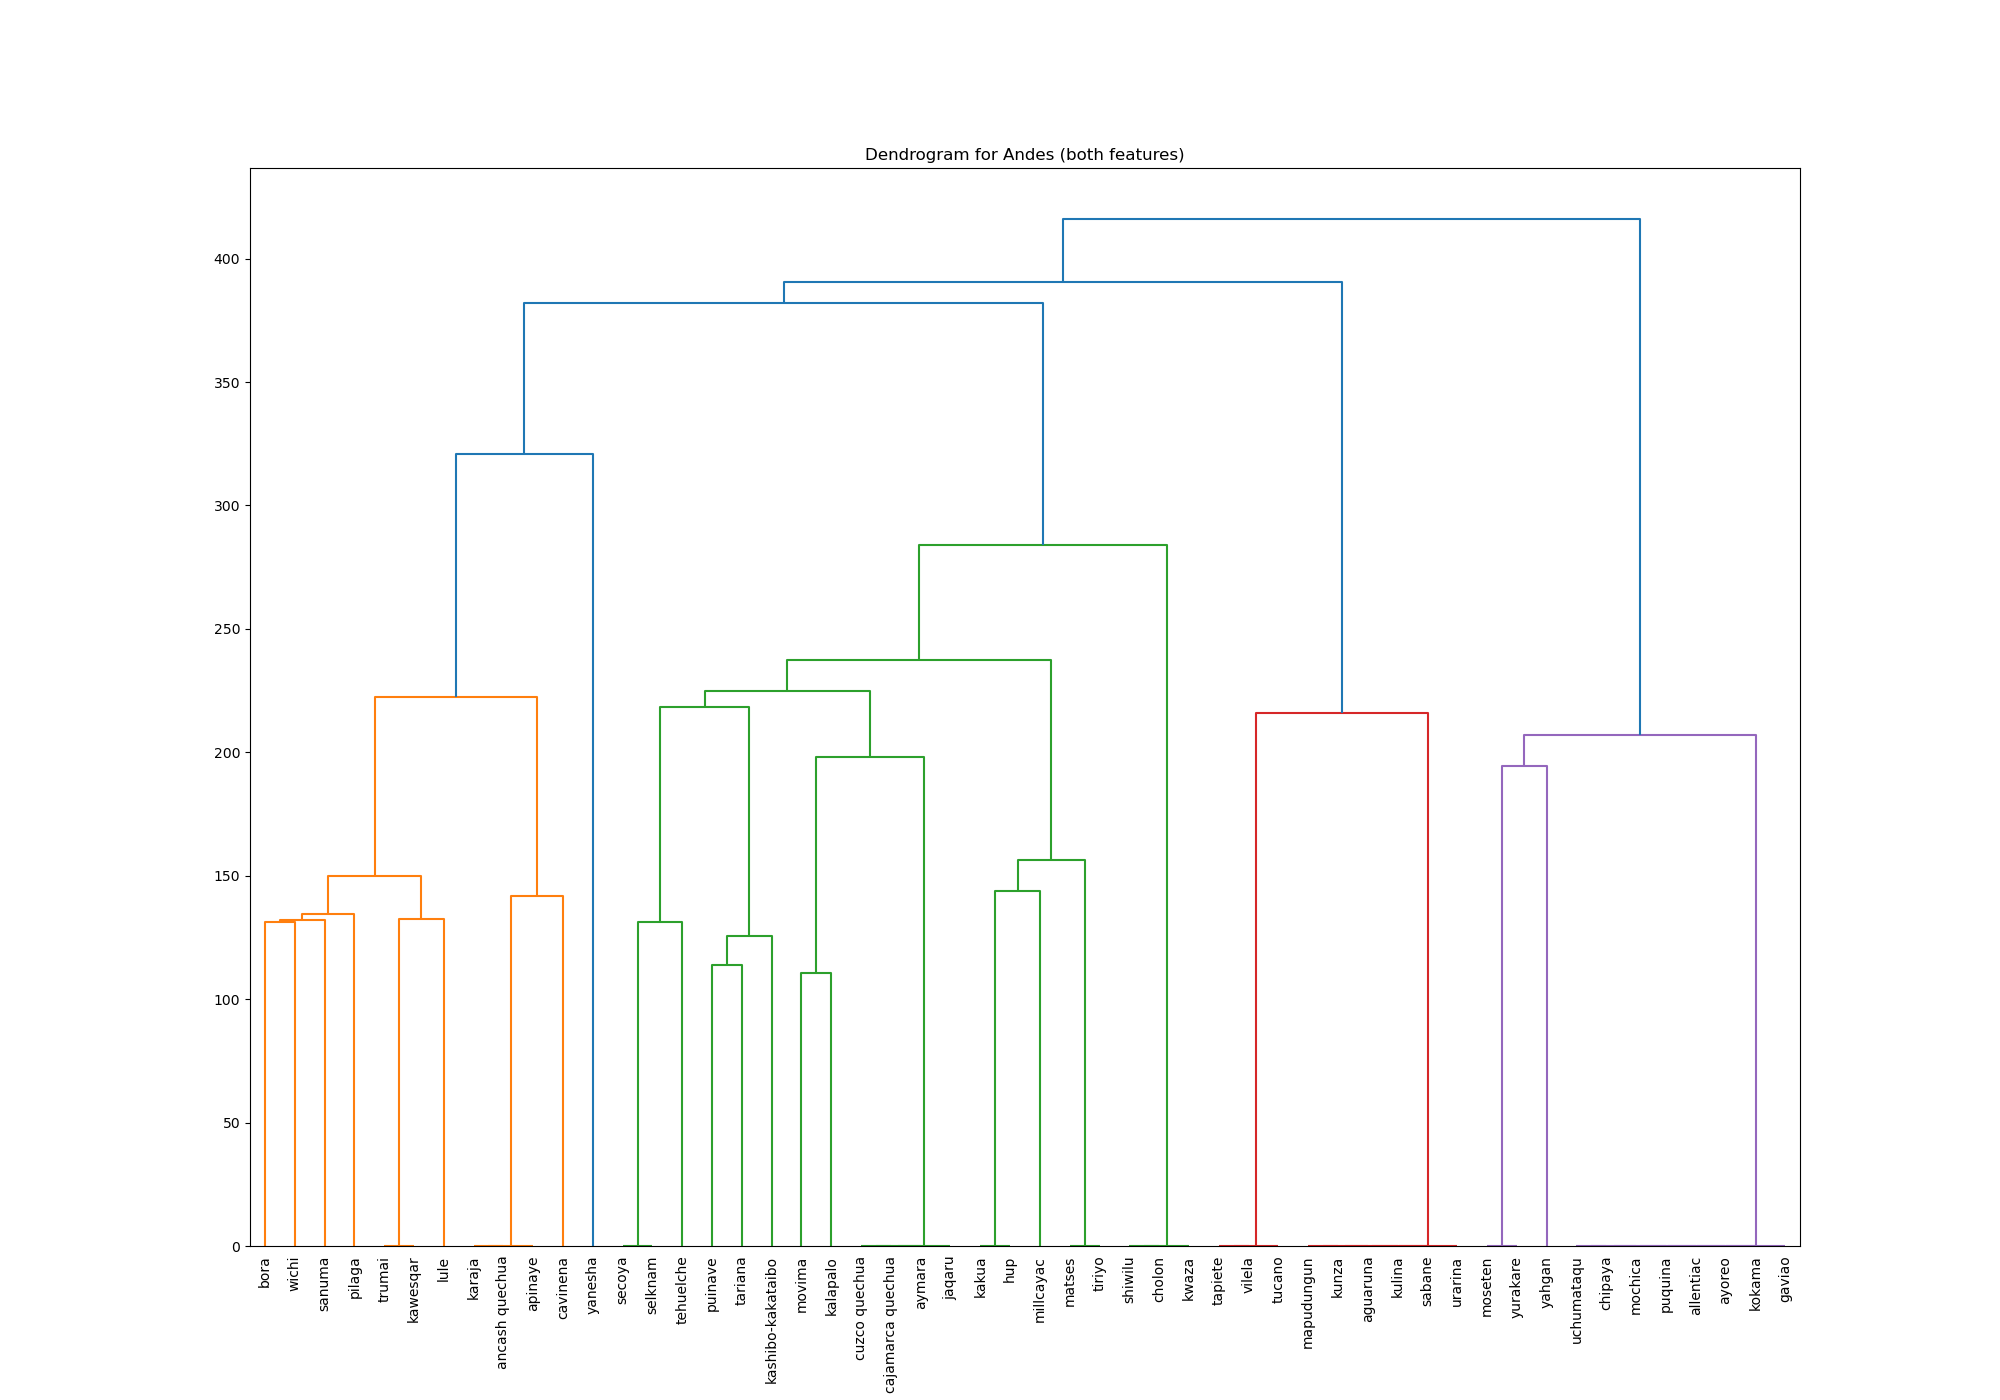 Dendrogram for Andes (both features)
400
350
300
250
200
150
100
50
0
bora
wichi
sanuma
pilaga
trumai
kawesqar
lule
karaja
ancash quechua
apinaye
cavinena
yanesha
secoya
selknam
tehuelche
puinave
tariana
kashibo-kakataibo
movima
kalapalo
cuzco quechua
cajamarca quechua
aymara
jaqaru
kakua
hup
millcayac
matses
tiriyo
shiwilu
cholon
kwaza
tapiete
vilela
tucano
mapudungun
kunza
aguaruna
kulina
sabane
urarina
moseten
yurakare
yahgan
uchumataqu
chipaya
mochica
puquina
allentiac
ayoreo
kokama
gaviao